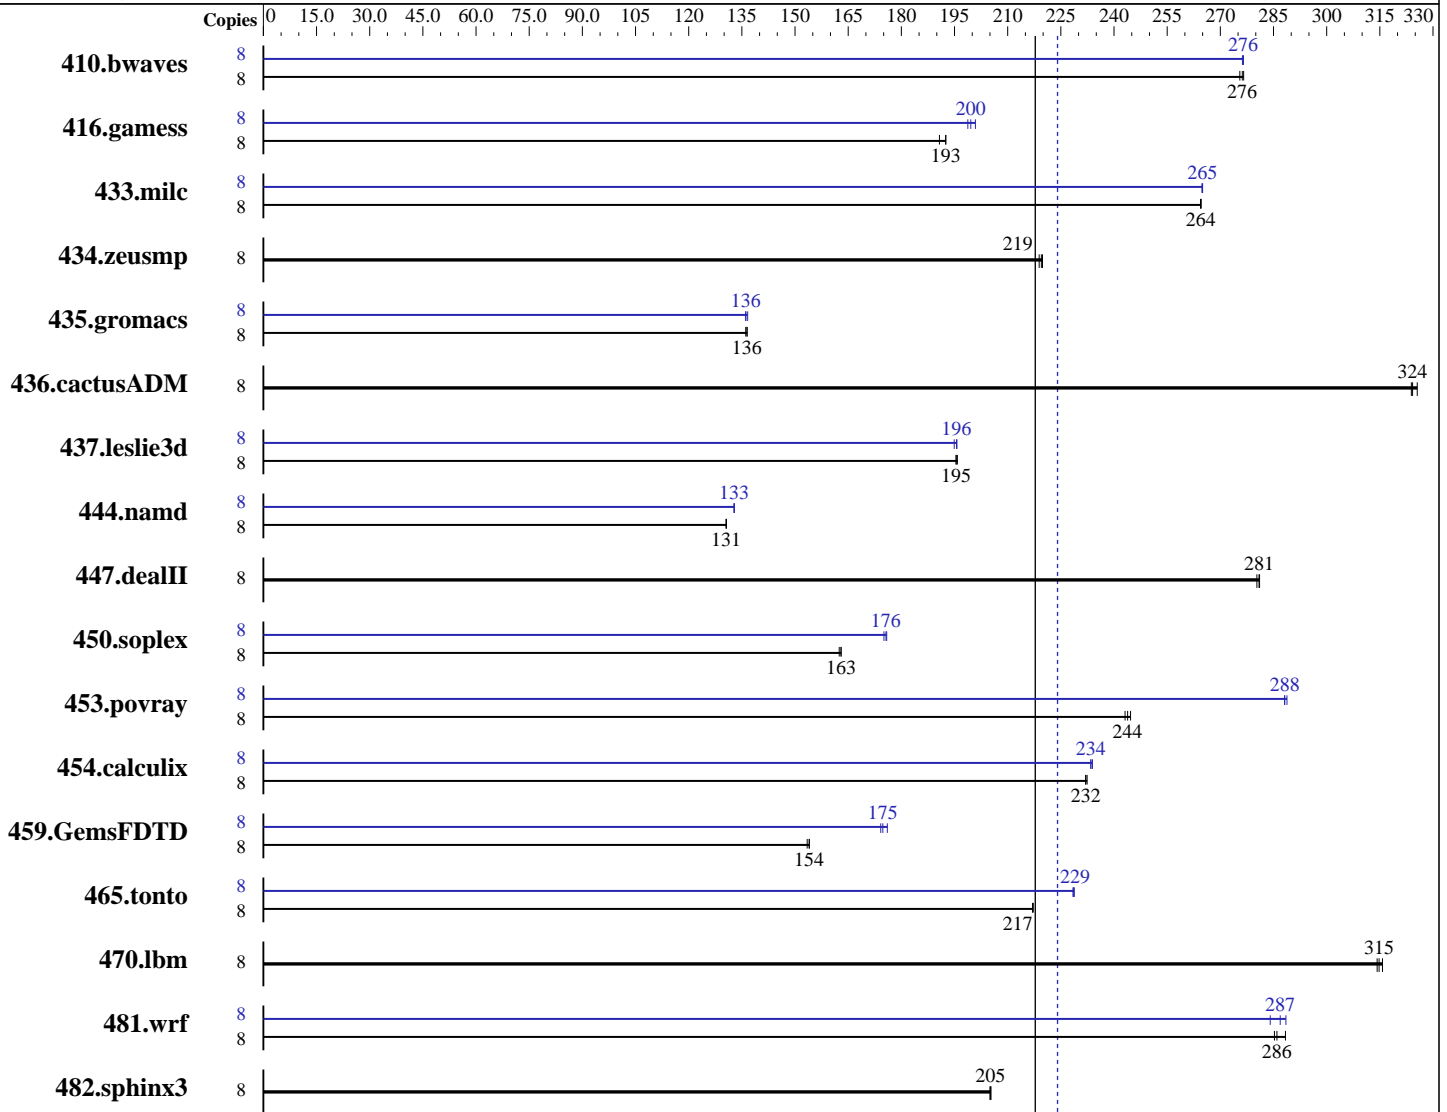 Copies 0 15.0 30.0 45.0 60.0 75.0 90.0 105 120 135 150 165 180 195 210 225 240 255 270 285 300 315 330
410.bwaves 8 276
8 276
416.gamess 8 200
8 193
433.milc 8 265
8 264
434.zeusmp 8 219
435.gromacs 8 136
8 136
436.cactusADM 8 324
437.leslie3d 8 196
8 195
444.namd 8 133
8 131
447.dealII 8 281
450.soplex 8 176
8 163
453.povray 8 288
8 244
454.calculix 8 234
8 232
459.GemsFDTD 8 175
8 154
465.tonto 8 229
8 217
470.lbm 8 315
481.wrf 8 287
8 286
482.sphinx3 8 205